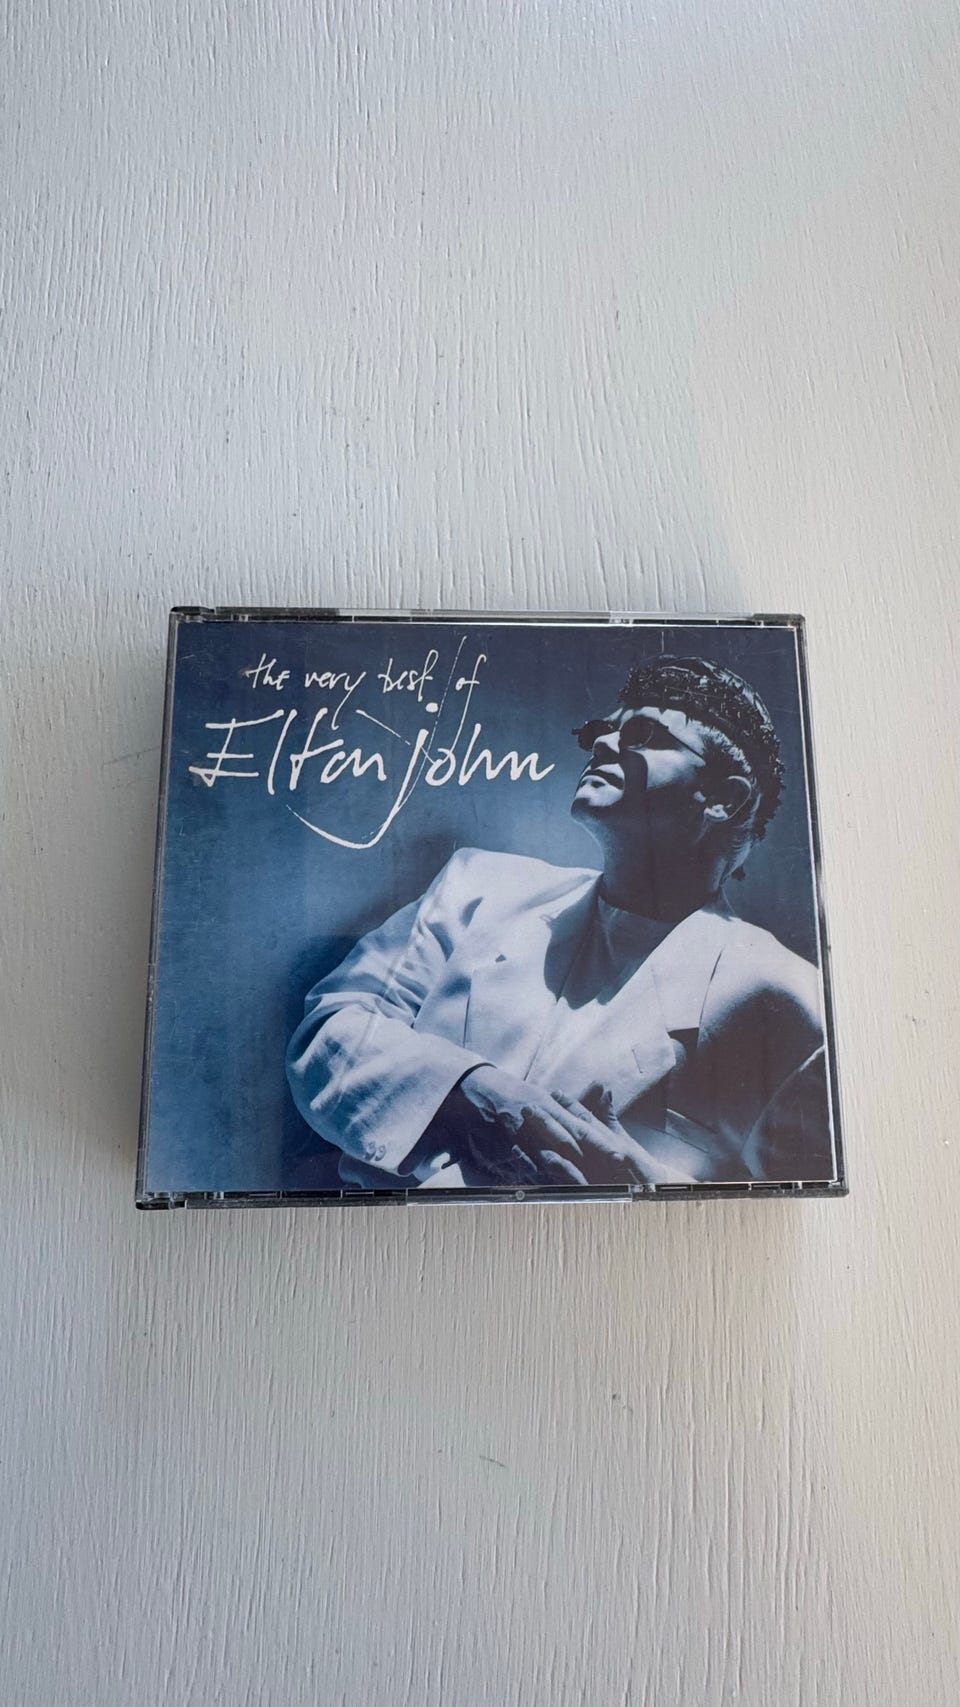 the very best of
Elton john